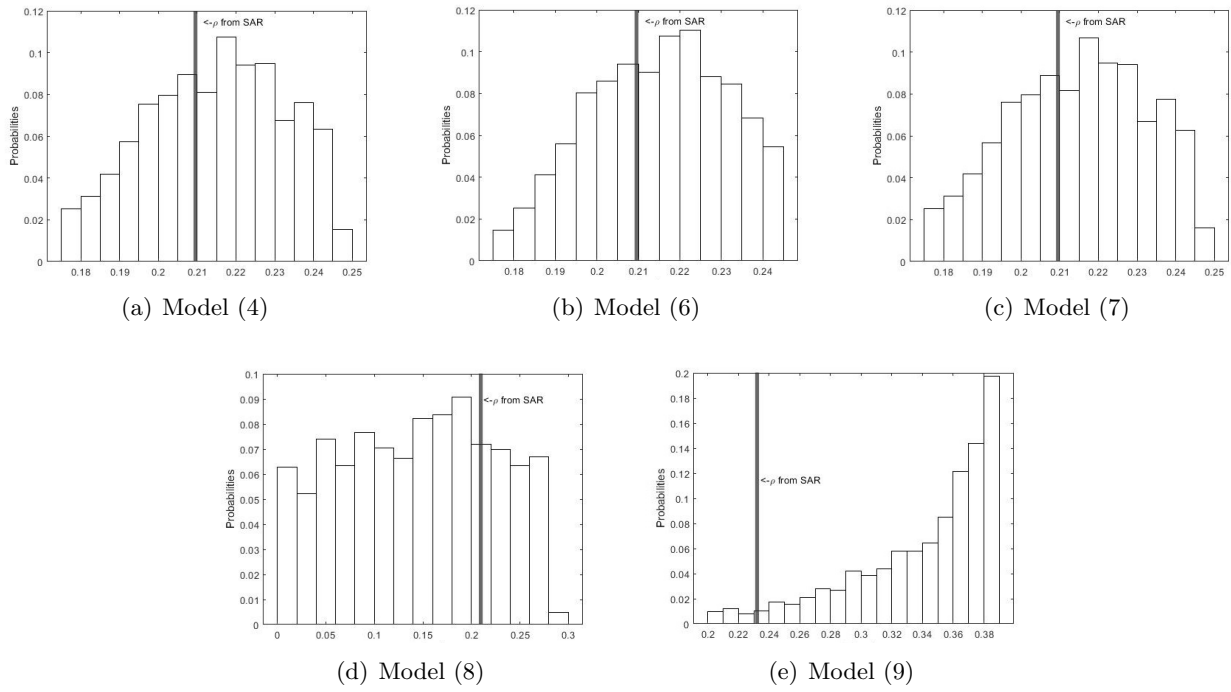 0.12
0.1
0.08
0.06
0.04
0.02
0
Probabilities
<-ρ from SAR
0.18 0.19 0.2 0.21 0.22 0.23 0.24 0.25
(a) Model (4)
0.12
0.1
0.08
0.06
0.04
0.02
0
Probabilities
<-ρ from SAR
0.18 0.19 0.2 0.21 0.22 0.23 0.24
(b) Model (6)
0.12
0.1
0.08
0.06
0.04
0.02
0
Probabilities
<-ρ from SAR
0.18 0.19 0.2 0.21 0.22 0.23 0.24 0.25
(c) Model (7)
0.1
0.09
0.08
0.07
0.06
0.05
0.04
0.03
0.02
0.01
0
Probabilities
<-ρ from SAR
0 0.05 0.1 0.15 0.2 0.25 0.3
(d) Model (8)
0.2
0.18
0.16
0.14
0.12
0.1
0.08
0.06
0.04
0.02
0
Probabilities
<-ρ from SAR
0.2 0.22 0.24 0.26 0.28 0.3 0.32 0.34 0.36 0.38
(e) Model (9)